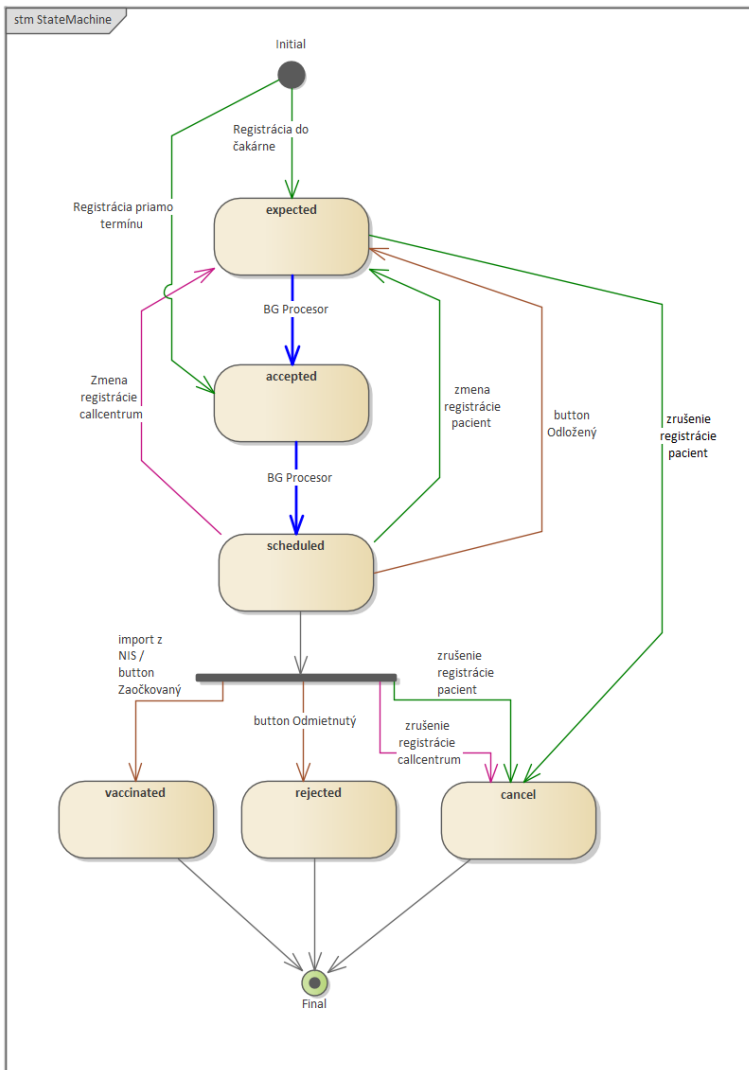 stm StateMachine
Initial
Registrácia do
čakárne
Registrácia priamo
termínu
expected
BG Procesor
Zmena
registrácie
callcentrum
accepted
zmena
registrácie
pacient
button
Odložený
zrušenie
registrácie
pacient
BG Procesor
scheduled
import z
NIS /
button
Zaočkovaný
zrušenie
registrácie
pacient
button Odmietnutý
zrušenie
registrácie
callcentrum
vaccinated
rejected
cancel
Final